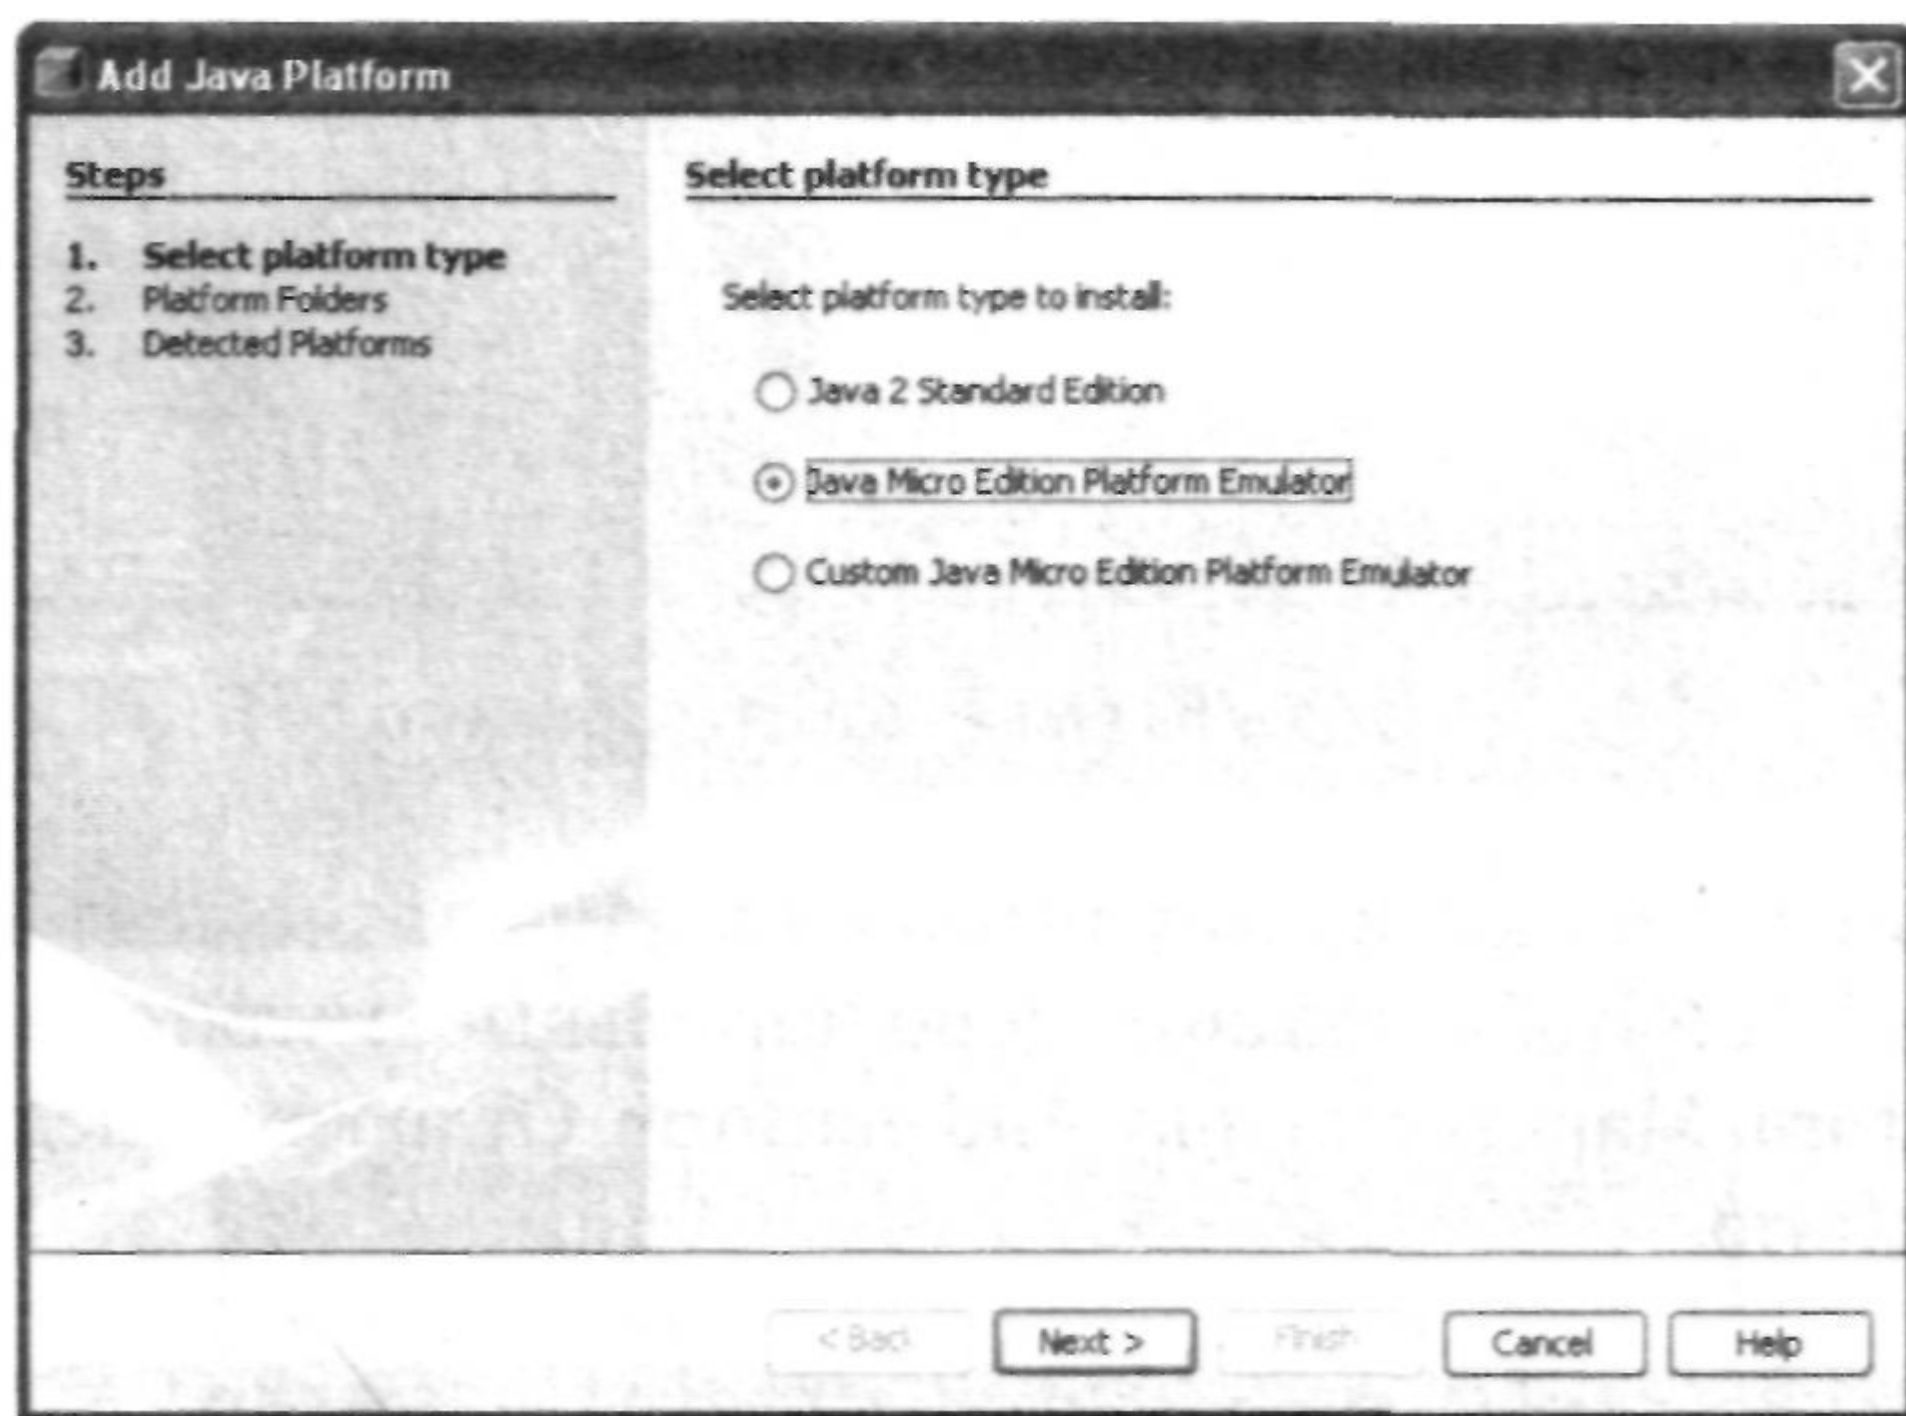 Add Java Platform
Steps
1. Select platform type
2. Platform Folders
3. Detected Platforms
Select platform type
Select platform type to install:
Java 2 Standard Edition
Java Micro Edition Platform Emulator
Custom Java Micro Edition Platform Emulator
< Back
Next >
Finish
Cancel
Help